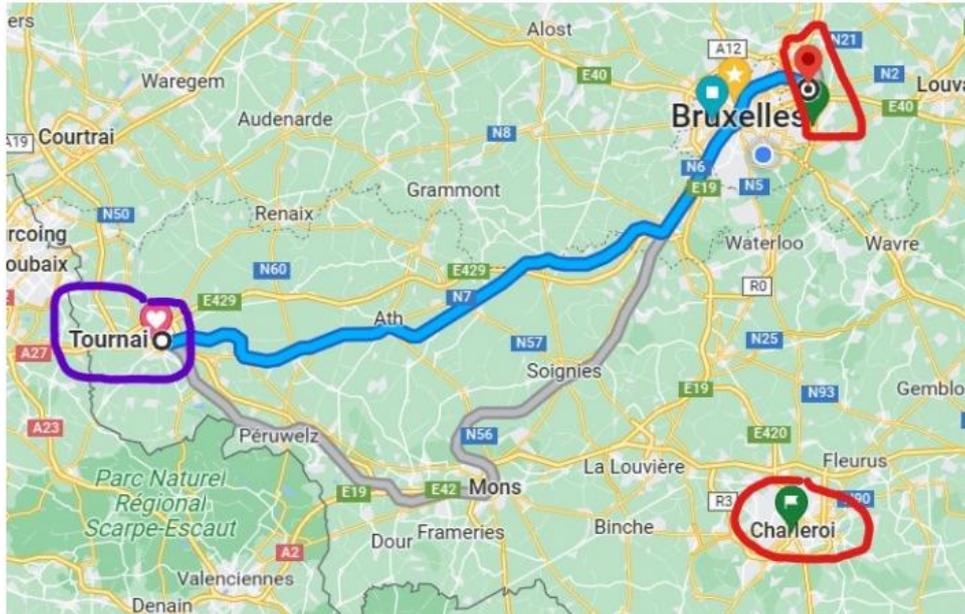 ers
Alost
N21
A12
Waregem
E40
N2
Louva
Audenarde
Bruxelles
E40
A19
Courtrai
N8
N6
Grammont
E19
N5
N50
Renaix
rcoing
Waterloo
Wavre
oubaix
N60
E429
R0
E429
N7
Tournai
Ath
A27
N57
N25
Soignies
E19
N93
Gemblo
A23
Péruwelz
N56
E420
Parc Naturel
Régional
Scarpe-Escaut
La Louvière
Fleurus
E19
E42
Mons
R3
N90
Charleroi
Frameries
Binche
Dour
A2
Valenciennes
Denain